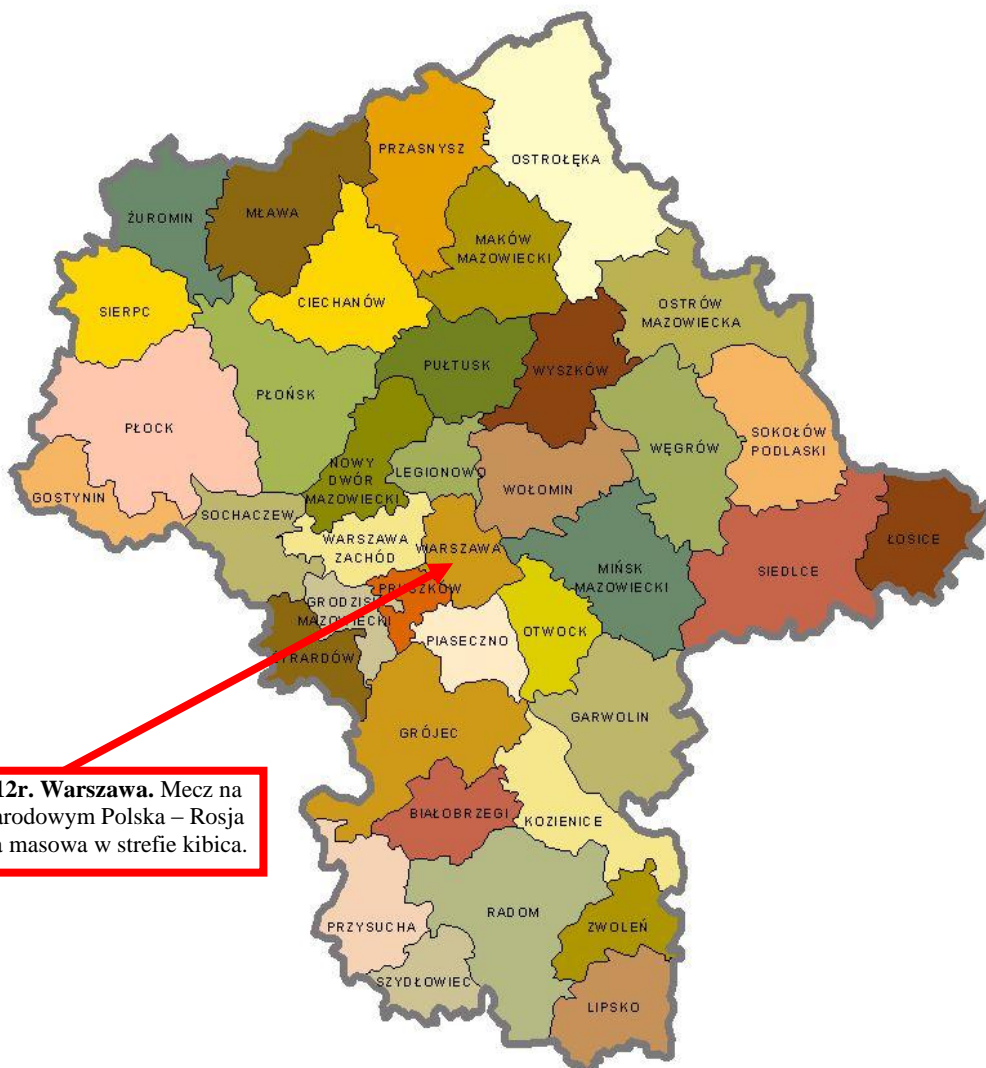 PRZASNYSZ
OSTROŁĘKA
ŻUROMIN
MŁAWA
MAKÓW
MAZOWIECKI
SIERPC
CIECHANÓW
OSTRÓW
MAZOWIECKA
PUŁTUSK
WYSZKÓW
PŁOŃSK
PŁOCK
WĘGRÓW
SOKOŁÓW
PODLASKI
NOWY
DWÓR
MAZOWIECKI
LEGIONOWO
WOŁOMIN
GOSTYNIN
SOCHACZEW
WARSZAWA
ZACHÓD
WARSZAWA
MIŃSK
MAZOWIECKI
SIEDLCE
ŁOSICE
PRUSZKÓW
GRODZISK
MAZOWIECKI
PIASECZNO
OTWOCK
GARWOLIN
GRÓJEC
12r. Warszawa. Mecz na
arodowym Polska – Rosja
a masowa w strefie kibica.
BIAŁOBRZEGI
KOZIENICE
PRZYSUCHA
RADOM
ZWOLEŃ
SZYDŁOWIEC
LIPSKO